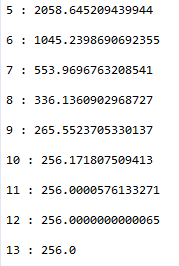 5 : 2058.645209439944
6 : 1045.2398690692355
7 : 553.9696763208541
8 : 336.1360902968727
9 : 265.5523705330137
10 : 256.171807509413
11 : 256.0000576133271
12 : 256.0000000000065
13 : 256.0